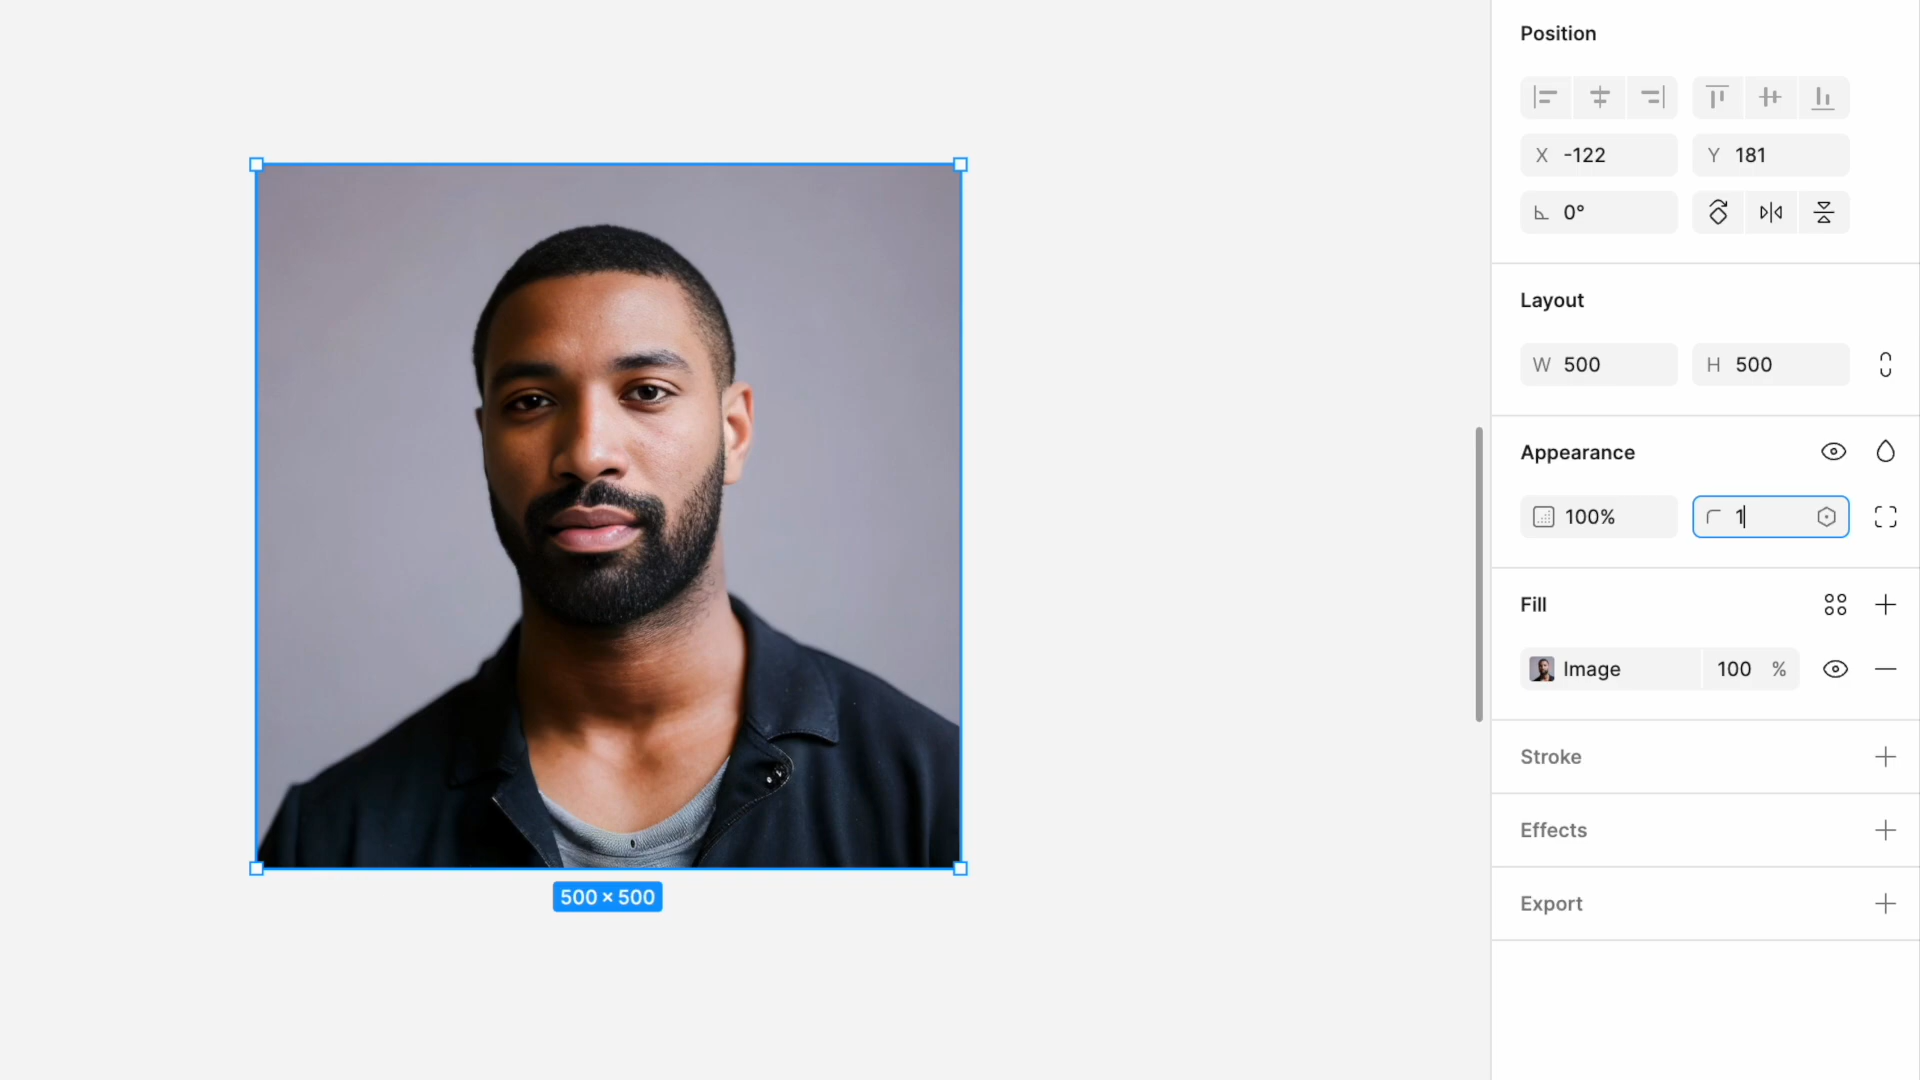 Position
X -122
Y 181
0°
Layout
W 500
H 500
Appearance
100%
1
Fill
Image 100 %
Stroke
Effects
500 × 500
Export